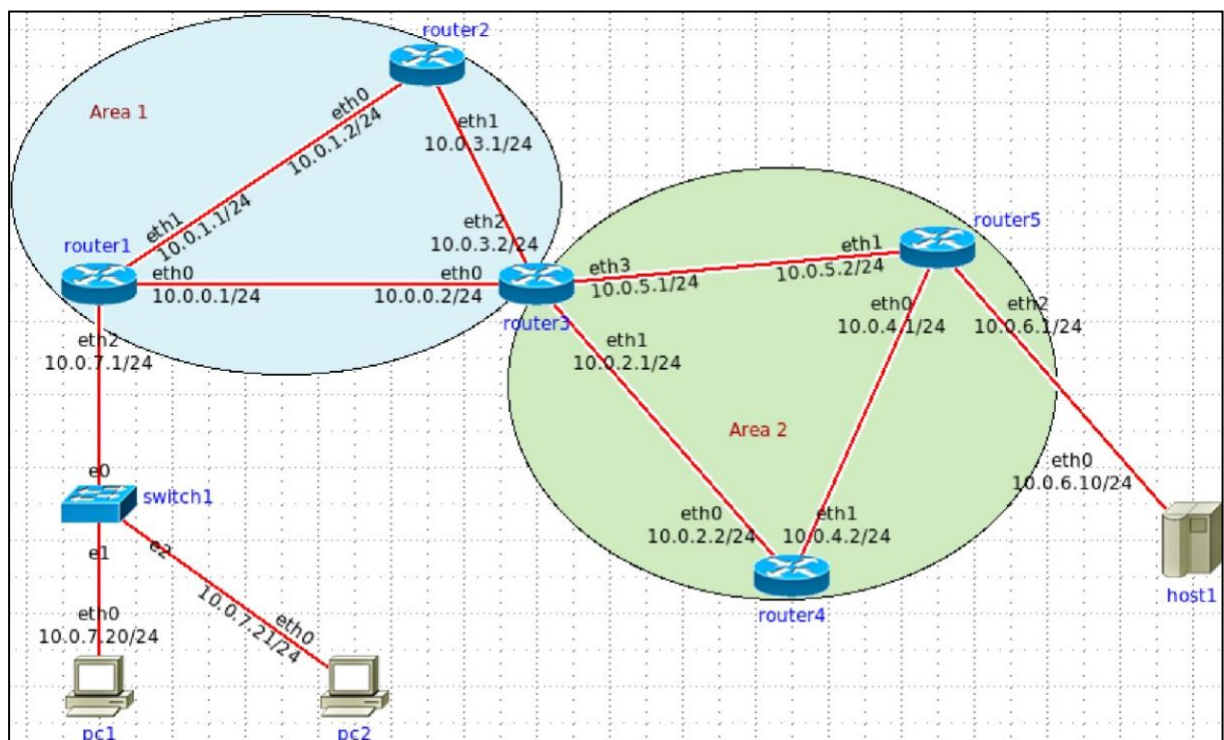 router2
Area 1
eth0
10.0.1.2/24
eth1
10.0.3.1/24
eth1
10.0.1.1/24
router1
eth2
10.0.3.2/24
eth0
10.0.0.1/24
eth0
10.0.0.2/24
router3
eth3
10.0.5.1/24
eth1
10.0.5.2/24
router5
eth0
10.0.4.1/24
eth2
10.0.6.1/24
eth2
10.0.7.1/24
eth1
10.0.2.1/24
Area 2
e0
switch1
e1
e2
eth0
10.0.2.2/24
eth1
10.0.4.2/24
router4
eth0
10.0.6.10/24
host1
eth0
10.0.7.20/24
eth0
10.0.7.21/24
pc1
pc2